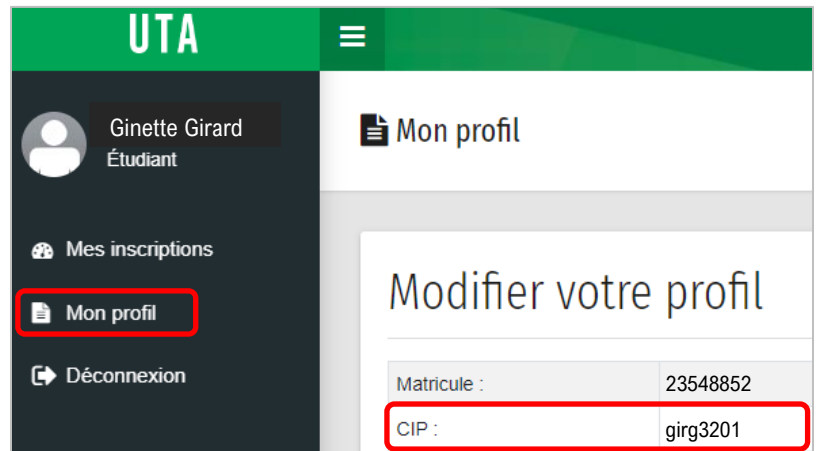 UTA
Ginette Girard
Étudiant
Mes inscriptions
Mon profil
Déconnexion
Mon profil
Modifier votre profil
Matricule : 23548852
CIP : girg3201